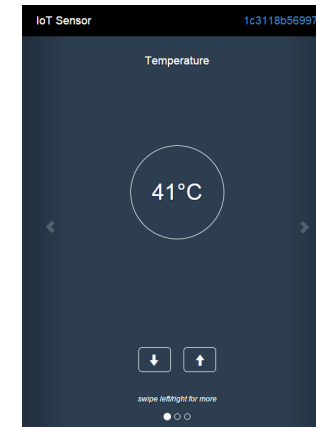 IoT Sensor 1c3118b56997
Temperature
41°C
swipe left/right for more